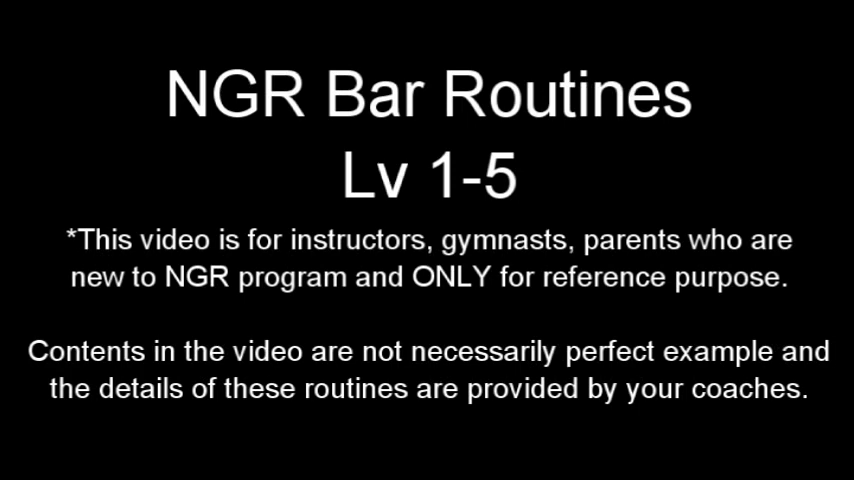 NGR Bar Routines
Lv 1-5
*This video is for instructors, gymnasts, parents who are
new to NGR program and ONLY for reference purpose.
Contents in the video are not necessarily perfect example and
the details of these routines are provided by your coaches.